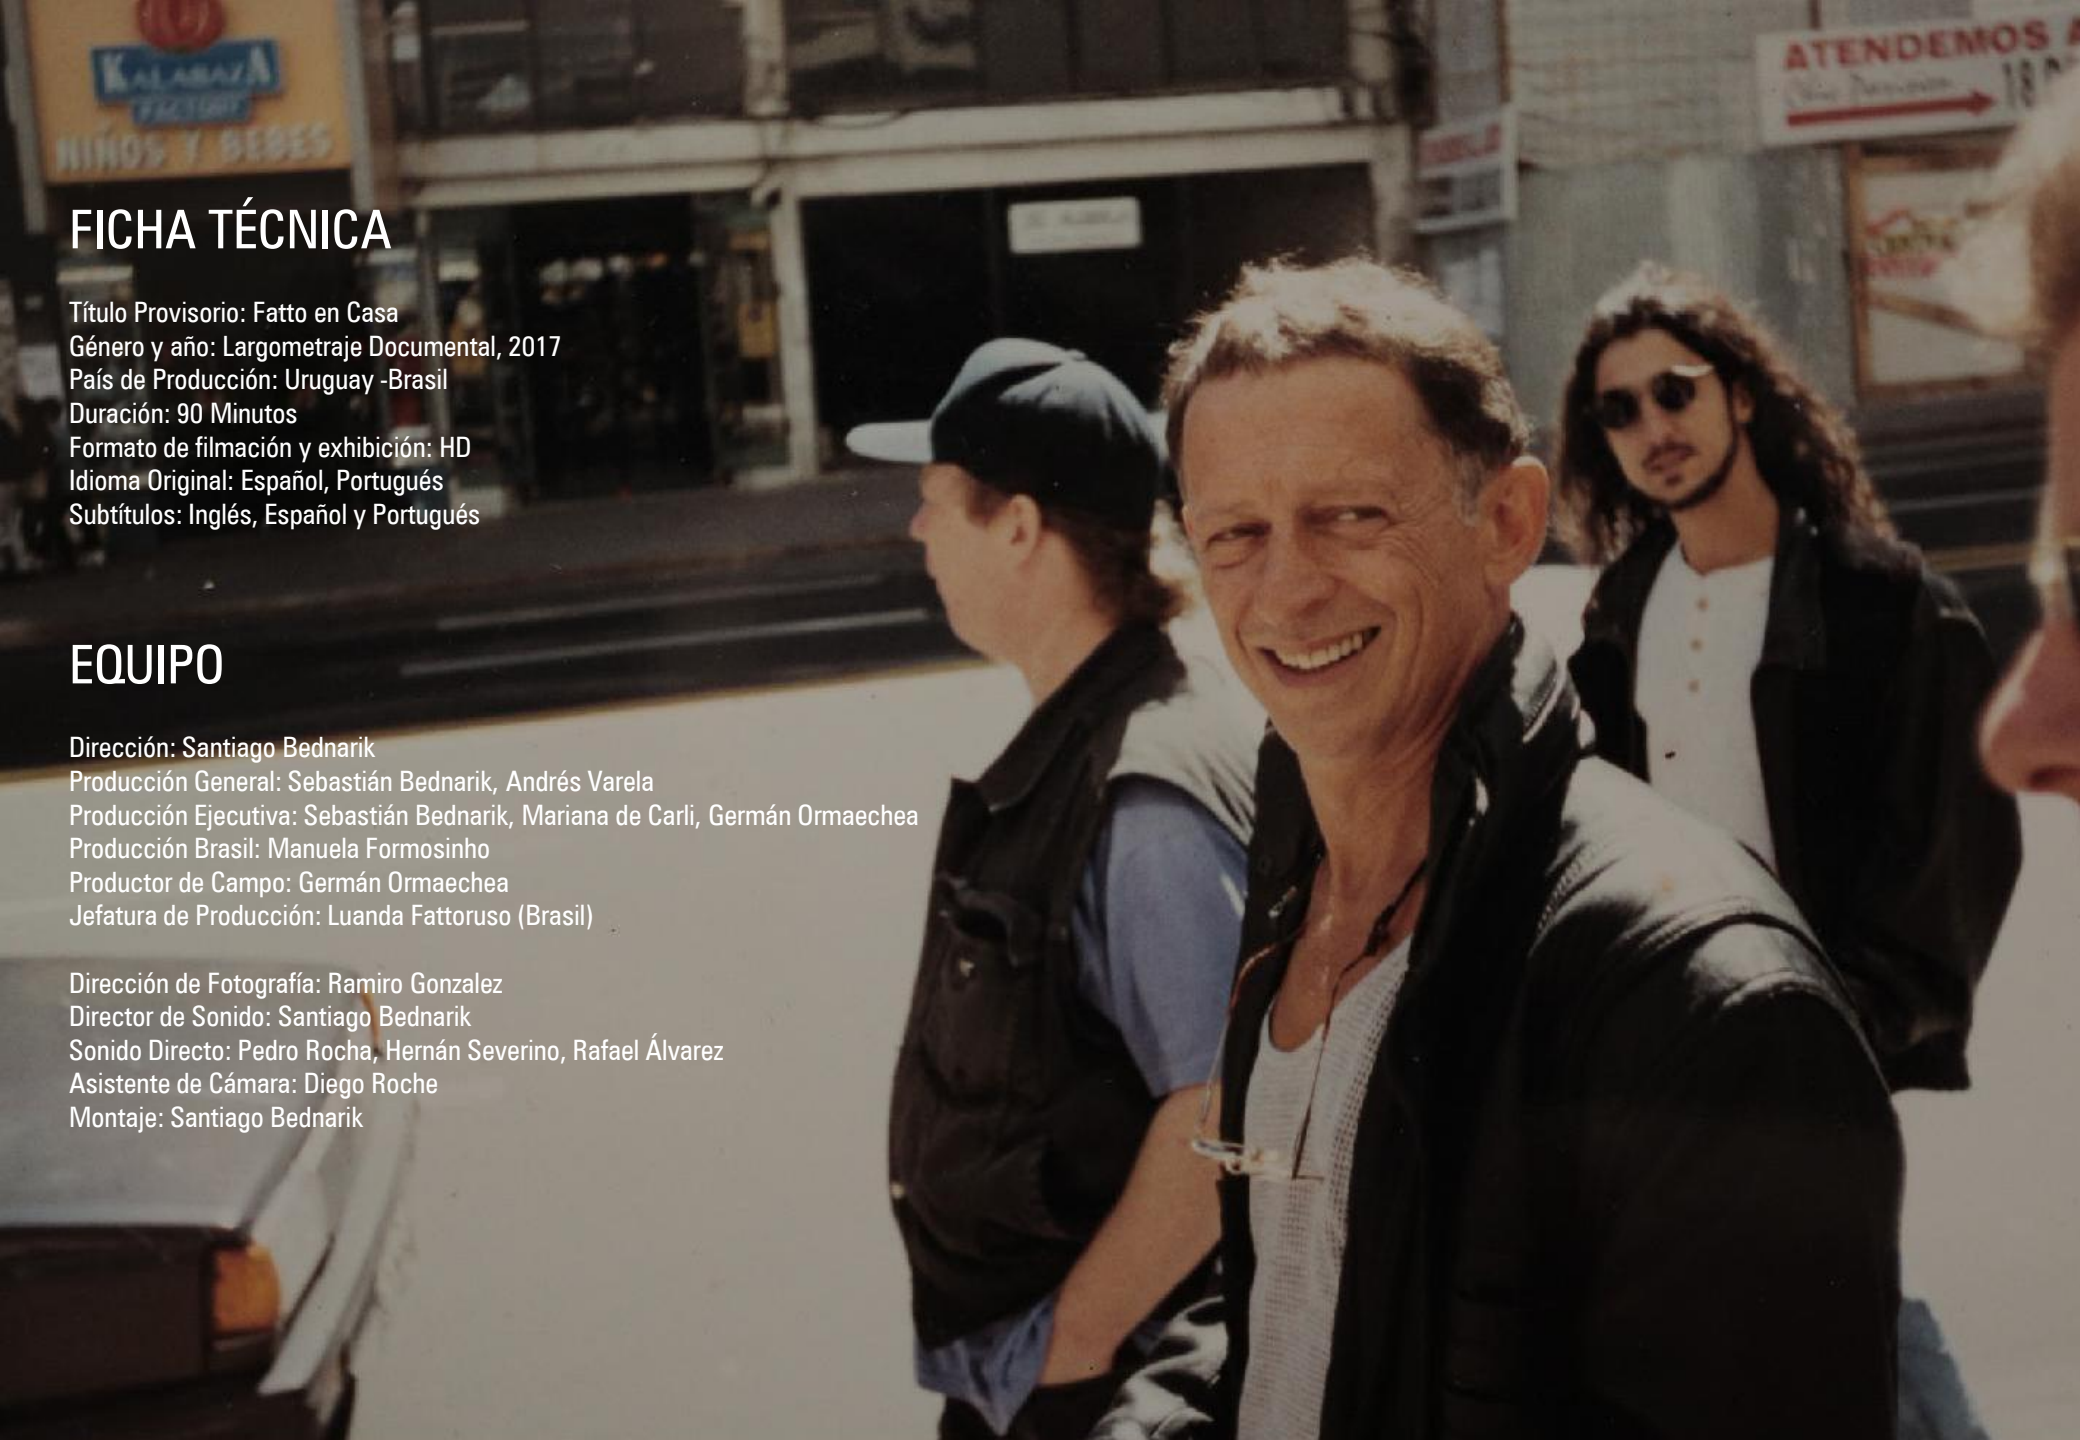 KALABAZA
FACTORY
NIÑOS Y BEBES
ATENDEMOS
18 D
FICHA TÉCNICA
Título Provisorio: Fatto en Casa
Género y año: Largometraje Documental, 2017
País de Producción: Uruguay -Brasil
Duración: 90 Minutos
Formato de filmación y exhibición: HD
Idioma Original: Español, Portugués
Subtítulos: Inglés, Español y Portugués
EQUIPO
Dirección: Santiago Bednarik
Producción General: Sebastián Bednarik, Andrés Varela
Producción Ejecutiva: Sebastián Bednarik, Mariana de Carli, Germán Ormaechea
Producción Brasil: Manuela Formosinho
Productor de Campo: Germán Ormaechea
Jefatura de Producción: Luanda Fattoruso (Brasil)
Dirección de Fotografía: Ramiro Gonzalez
Director de Sonido: Santiago Bednarik
Sonido Directo: Pedro Rocha, Hernán Severino, Rafael Álvarez
Asistente de Cámara: Diego Roche
Montaje: Santiago Bednarik